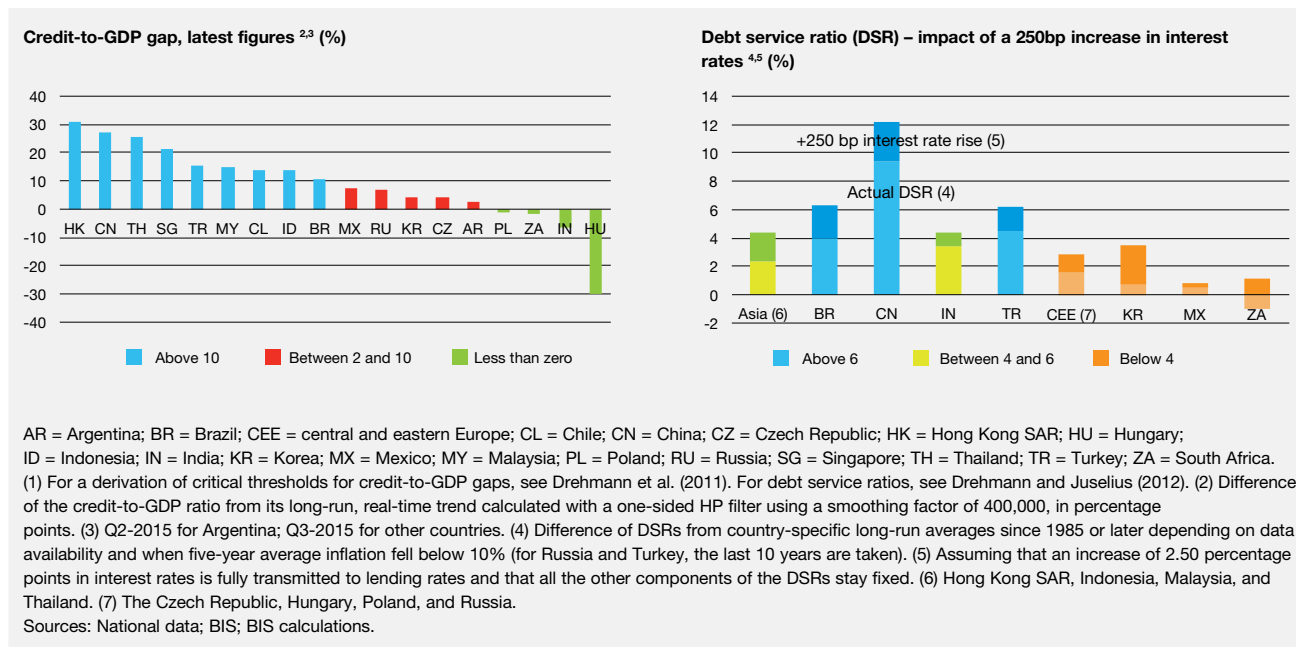 Credit-to-GDP gap, latest figures 2,3 (%)
40
30
20
10
0
-10
-20
-30
-40
HK CN TH SG TR MY CL ID BR MX RU KR CZ AR PL ZA IN HU
Above 10 Between 2 and 10 Less than zero
Debt service ratio (DSR) – impact of a 250bp increase in interest
rates 4,5 (%)
14
12
10
8
6
4
2
0
-2
+250 bp interest rate rise (5)
Actual DSR (4)
Asia (6) BR CN IN TR CEE (7) KR MX ZA
Above 6 Between 4 and 6 Below 4
AR = Argentina; BR = Brazil; CEE = central and eastern Europe; CL = Chile; CN = China; CZ = Czech Republic; HK = Hong Kong SAR; HU = Hungary;
ID = Indonesia; IN = India; KR = Korea; MX = Mexico; MY = Malaysia; PL = Poland; RU = Russia; SG = Singapore; TH = Thailand; TR = Turkey; ZA = South Africa.
(1) For a derivation of critical thresholds for credit-to-GDP gaps, see Drehmann et al. (2011). For debt service ratios, see Drehmann and Juselius (2012). (2) Difference
of the credit-to-GDP ratio from its long-run, real-time trend calculated with a one-sided HP filter using a smoothing factor of 400,000, in percentage
points. (3) Q2-2015 for Argentina; Q3-2015 for other countries. (4) Difference of DSRs from country-specific long-run averages since 1985 or later depending on data
availability and when five-year average inflation fell below 10% (for Russia and Turkey, the last 10 years are taken). (5) Assuming that an increase of 2.50 percentage
points in interest rates is fully transmitted to lending rates and that all the other components of the DSRs stay fixed. (6) Hong Kong SAR, Indonesia, Malaysia, and
Thailand. (7) The Czech Republic, Hungary, Poland, and Russia.
Sources: National data; BIS; BIS calculations.